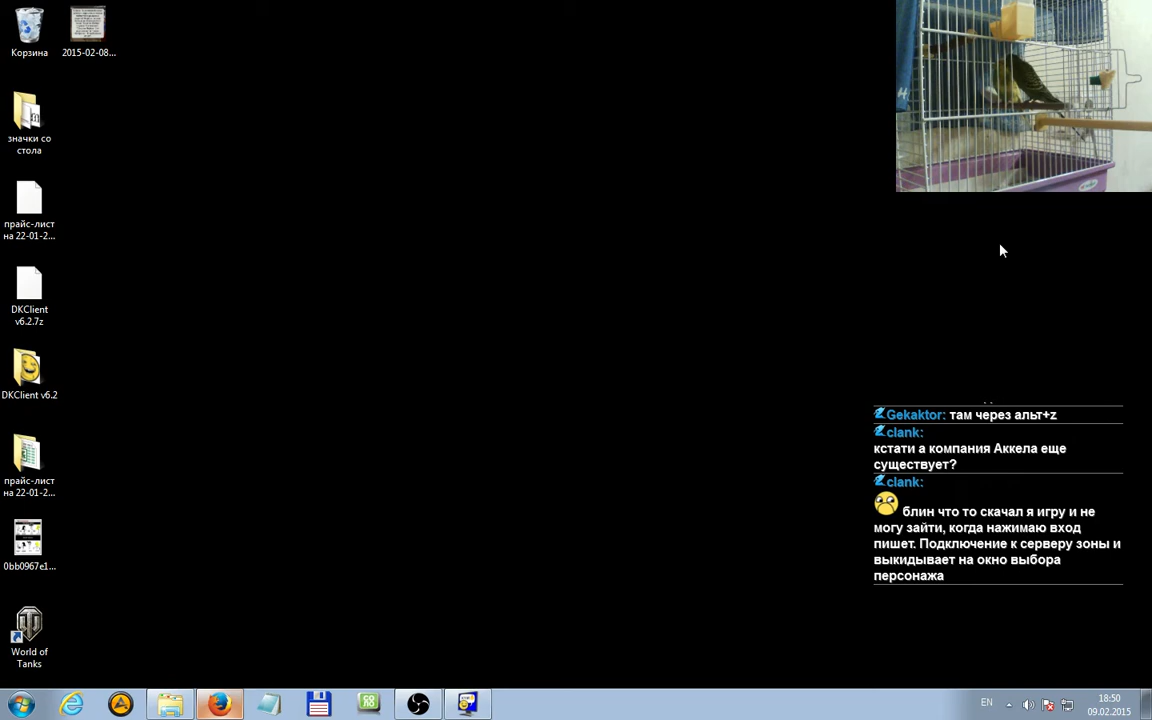 Корзина
2015-02-08...
значки со
стола
прайс-лист
на 22-01-2...
DKClient
v6.2.7z
DKClient v6.2
прайс-лист
на 22-01-2...
0bb0967e1...
World of
Tanks
Gekaktor: там через альт+z
clank:
кстати а компания Аккела еще
существует?
clank:
блин что то скачал я игру и не
могу зайти, когда нажимаю вход
пишет. Подключение к серверу зоны и
выкидывает на окно выбора
персонажа
EN
18:50
09.02.2015